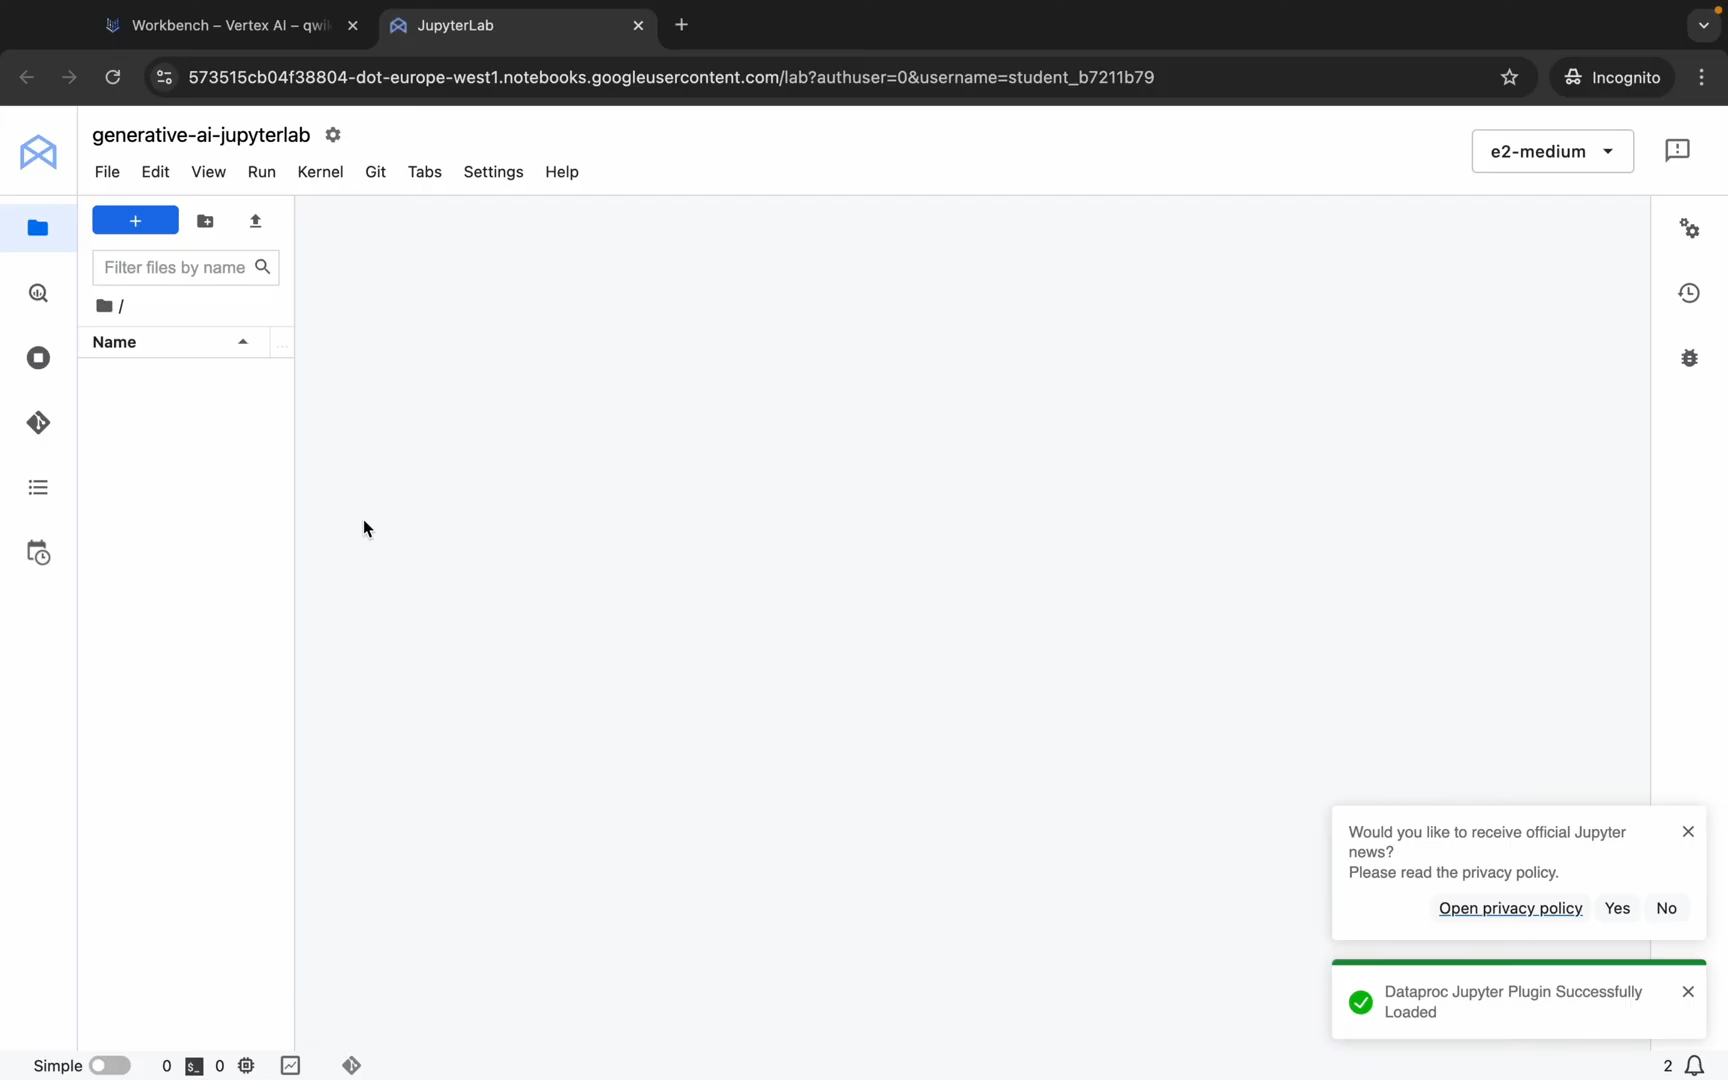 Workbench – Vertex AI – qwi
JupyterLab
573515cb04f38804-dot-europe-west1.notebooks.googleusercontent.com/lab?authuser=0&username=student_b7211b79
Incognito
generative-ai-jupyterlab
File Edit View Run Kernel Git Tabs Settings Help
e2-medium
Filter files by name
/
Name
...
Would you like to receive official Jupyter
news?
Please read the privacy policy.
Open privacy policy Yes No
Dataproc Jupyter Plugin Successfully
Loaded
Simple 0 $_ 0 2